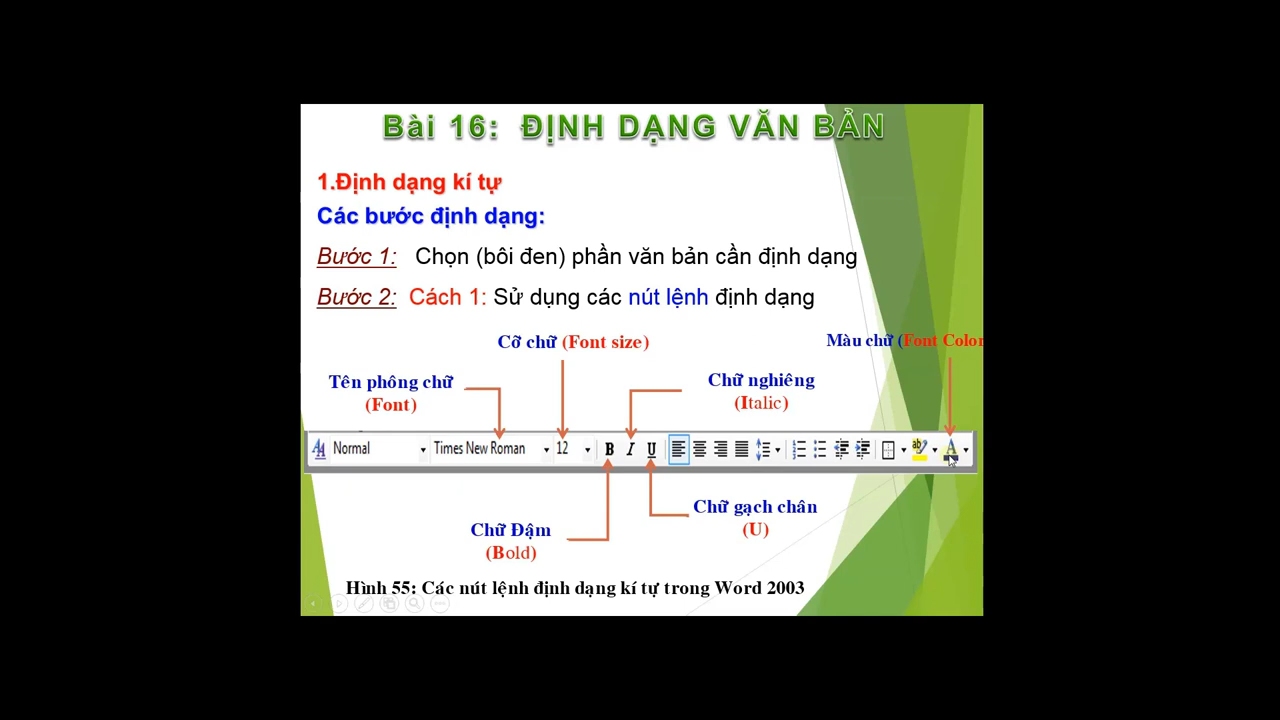 Bài 16: ĐỊNH DẠNG VĂN BẢN
1.Định dạng kí tự
Các bước định dạng:
Bước 1: Chọn (bôi đen) phần văn bản cần định dạng
Bước 2: Cách 1: Sử dụng các nút lệnh định dạng
Cỡ chữ (Font size)
Màu chữ (Font Color
Tên phông chữ
(Font)
Chữ nghiêng
(Italic)
Normal Times New Roman 12 B I U
Chữ gạch chân
(U)
Chữ Đậm
(Bold)
Hình 55: Các nút lệnh định dạng kí tự trong Word 2003